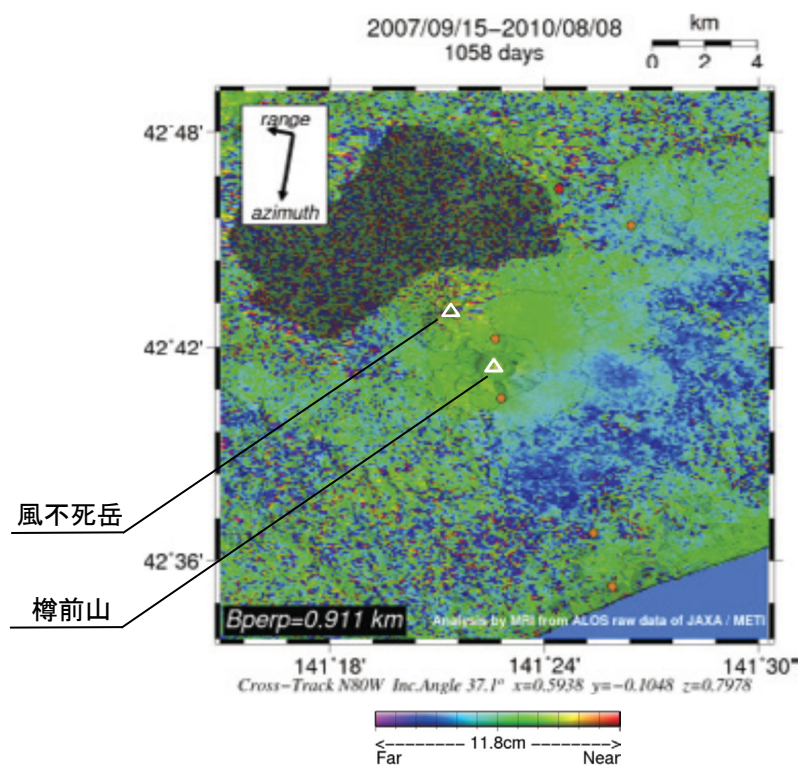 2007/09/15−2010/08/08
1058 days
km
0 2 4
range
azimuth
42˚48'
42˚42'
42˚36'
風不死岳
樽前山
Bperp=0.911 km
Analysis by MRI from ALOS raw data of JAXA / METI
141˚18' 141˚24' 141˚30'
Cross−Track N80W Inc.Angle 37.1° x=0.5938 y=−0.1048 z=0.7978
<−−−−−−− 11.8cm −−−−−−−>
Far Near